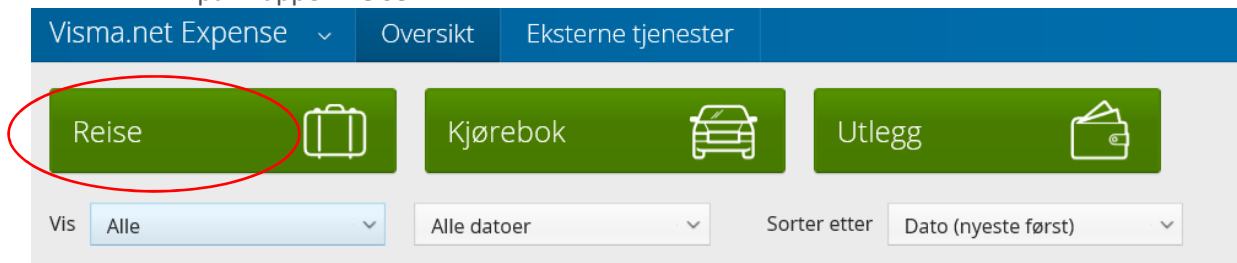 Visma.net Expense Oversikt Eksterne tjenester
Reise Kjørebok Utlegg
Vis Alle Alle datoer Sorter etter Dato (nyeste først)